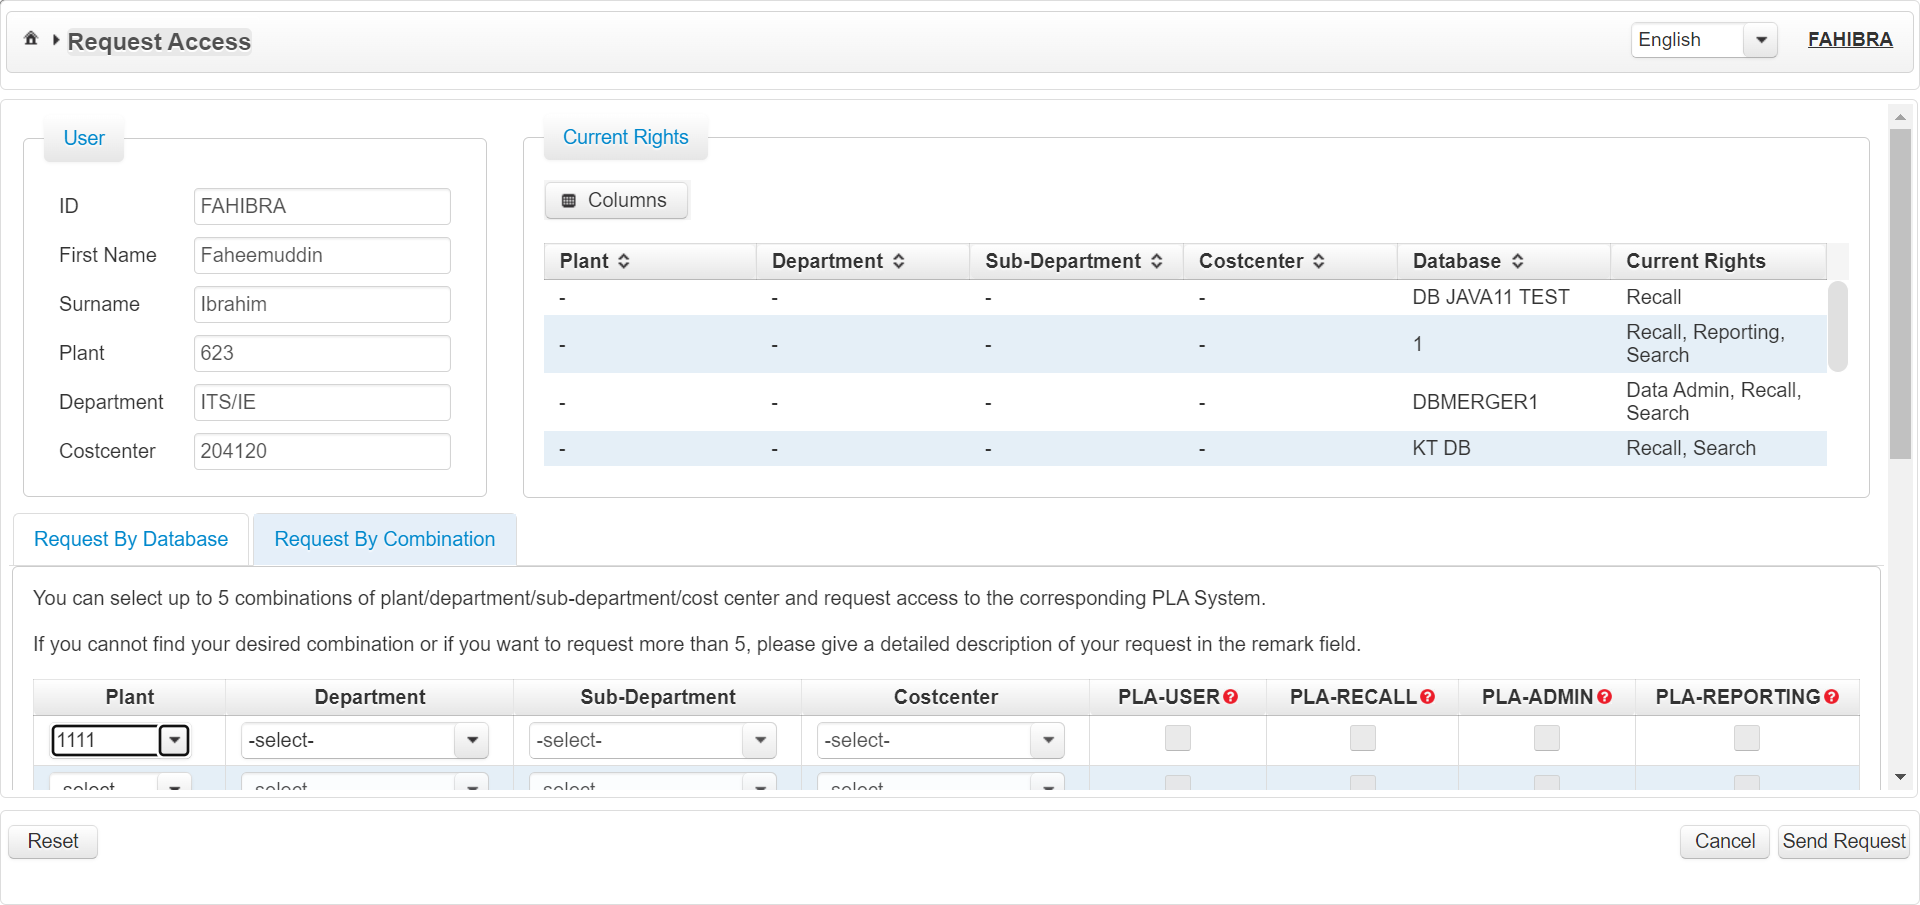 Request Access
English
FAHIBRA
User
ID FAHIBRA
First Name Faheemuddin
Surname Ibrahim
Plant 623
Department ITS/IE
Costcenter 204120
Current Rights
Columns
Plant Department Sub-Department Costcenter Database Current Rights
- - - - DB JAVA11 TEST Recall
- - - - 1 Recall, Reporting,
Search
- - - - DBMERGER1 Data Admin, Recall,
Search
- - - - KT DB Recall, Search
Request By Database Request By Combination
You can select up to 5 combinations of plant/department/sub-department/cost center and request access to the corresponding PLA System.
If you cannot find your desired combination or if you want to request more than 5, please give a detailed description of your request in the remark field.
Plant Department Sub-Department Costcenter PLA-USER PLA-RECALL PLA-ADMIN PLA-REPORTING
1111 -select- -select- -select-
-select- -select- -select- -select-
Reset Cancel Send Request